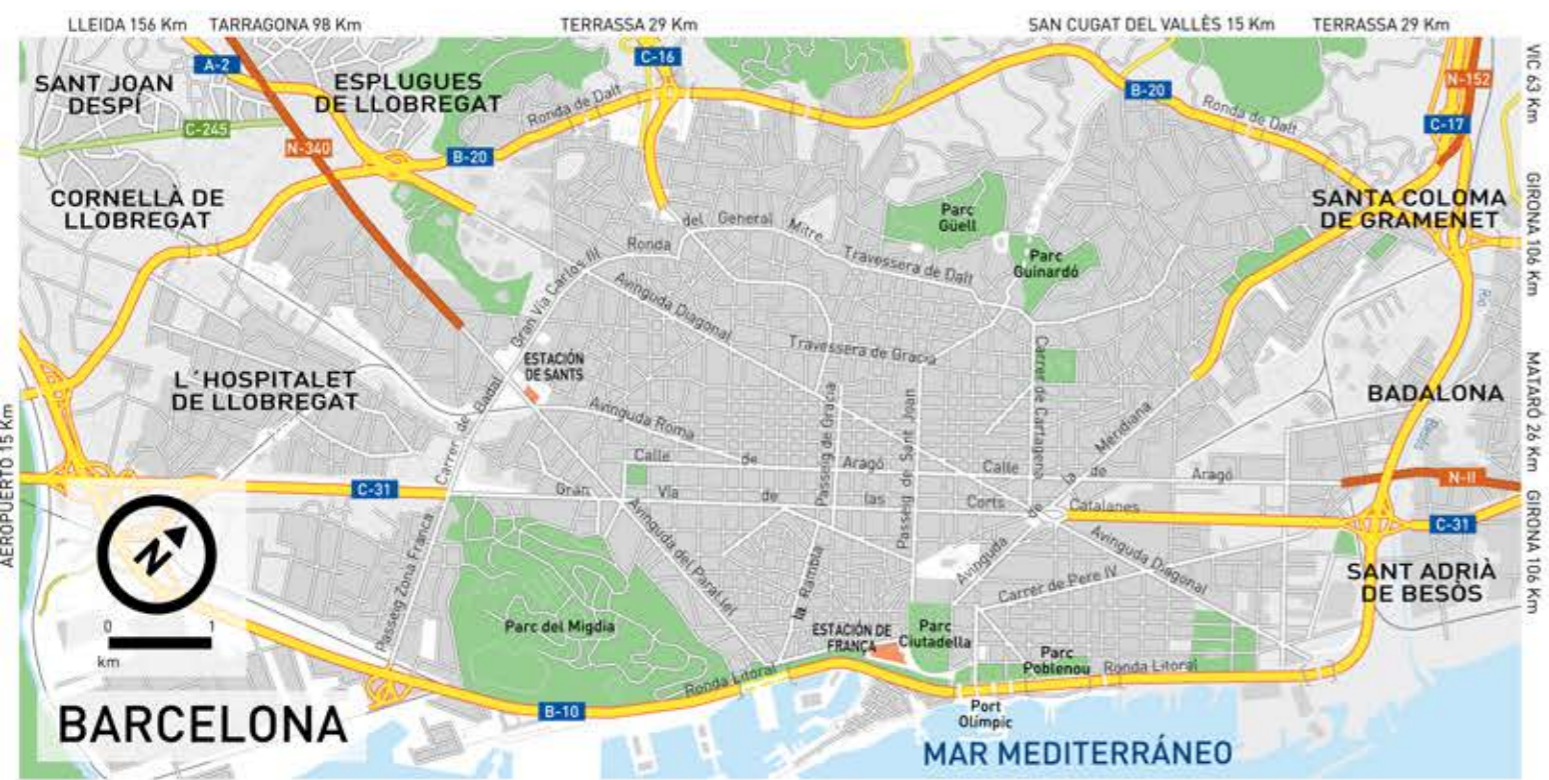 LLEIDA 156 Km
TARRAGONA 98 Km
TERRASSA 29 Km
SAN CUGAT DEL VALLÈS 15 Km
TERRASSA 29 Km
A-2
C-16
SANT JOAN
DESPÍ
ESPLUGUES
DE LLOBREGAT
Ronda de Dalt
B-20
Ronda de Dalt
N-152
C-17
VIC 63 Km
C-245
N-340
B-20
CORNELLÀ DE
LLOBREGAT
Parc
Güell
SANTA COLOMA
DE GRAMENET
GIRONA 106 Km
Ronda del General Mitre
Travessera de Dalt
Parc
Guinardó
Gran Vía Carlos III
Avinguda Diagonal
Riu
Besòs
Travessera de Gracia
ESTACIÓN
DE SANTS
Carrer de Cartagena
L´HOSPITALET
DE LLOBREGAT
Carrer de Badal
Avinguda Roma
Passeig de Gracia
Passeig de Sant Joan
Avinguda de la Meridiana
BADALONA
MATARÓ 26 Km
AEROPUERTO 15 Km
Calle de Aragó
Calle de Aragó
N-II
C-31
Gran Vía de las Corts Catalanes
C-31
GIRONA 106 Km
N
Passeig Zona Franca
Avinguda del Paral.lel
la Rambla
Avinguda Diagonal
Carrer de Pere IV
SANT ADRIÀ
DE BESÒS
0 1
km
Parc del Migdia
ESTACIÓN DE
FRANÇA
Parc
Ciutadella
Parc
Poblenou
Ronda Litoral
Ronda Litoral
B-10
Port
Olímpic
BARCELONA
MAR MEDITERRÁNEO